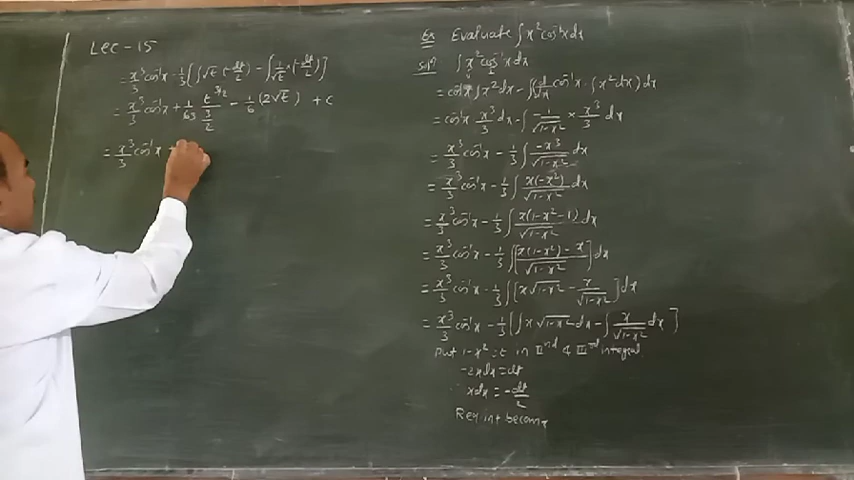 Lec - 15
= x³/3 cos⁻¹x - 1/3 [∫√t (-dt/2) - ∫ 1/√t × (-dt/2)]
= x³/3 cos⁻¹x + 1/6 t^(3/2)/(3/2) - 1/6 (2√t) + c
= x³/3 cos⁻¹x +
Ex Evaluate ∫x² cos⁻¹x dx
Solⁿ ∫x² cos⁻¹x dx
= cos⁻¹x ∫x² dx - ∫(d/dx cos⁻¹x · ∫x² dx) dx
= cos⁻¹x x³/3 dx - ∫ -1/√(1-x²) × x³/3 dx
= x³/3 cos⁻¹x - 1/3 ∫ -x³/√(1-x²) dx
= x³/3 cos⁻¹x - 1/3 ∫ x(-x²)/√(1-x²) dx
= x³/3 cos⁻¹x - 1/3 ∫ x(1-x²-1)/√(1-x²) dx
= x³/3 cos⁻¹x - 1/3 ∫ [x(1-x²) - x / √(1-x²)] dx
= x³/3 cos⁻¹x - 1/3 ∫ [x√(1-x²) - x/√(1-x²)] dx
= x³/3 cos⁻¹x - 1/3 [∫x√(1-x²) dx - ∫ x/√(1-x²) dx]
Put 1-x² = t in IInd & IIIrd integral
-2x dx = dt
x dx = -dt/2
Req int become